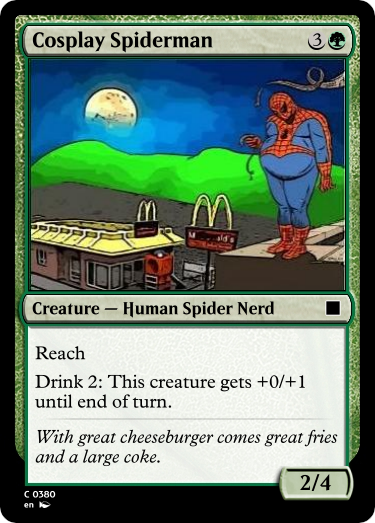 Cosplay Spiderman 3
Creature — Human Spider Nerd
Reach
Drink 2: This creature gets +0/+1
until end of turn.
With great cheeseburger comes great fries
and a large coke.
2/4
C 0380
en